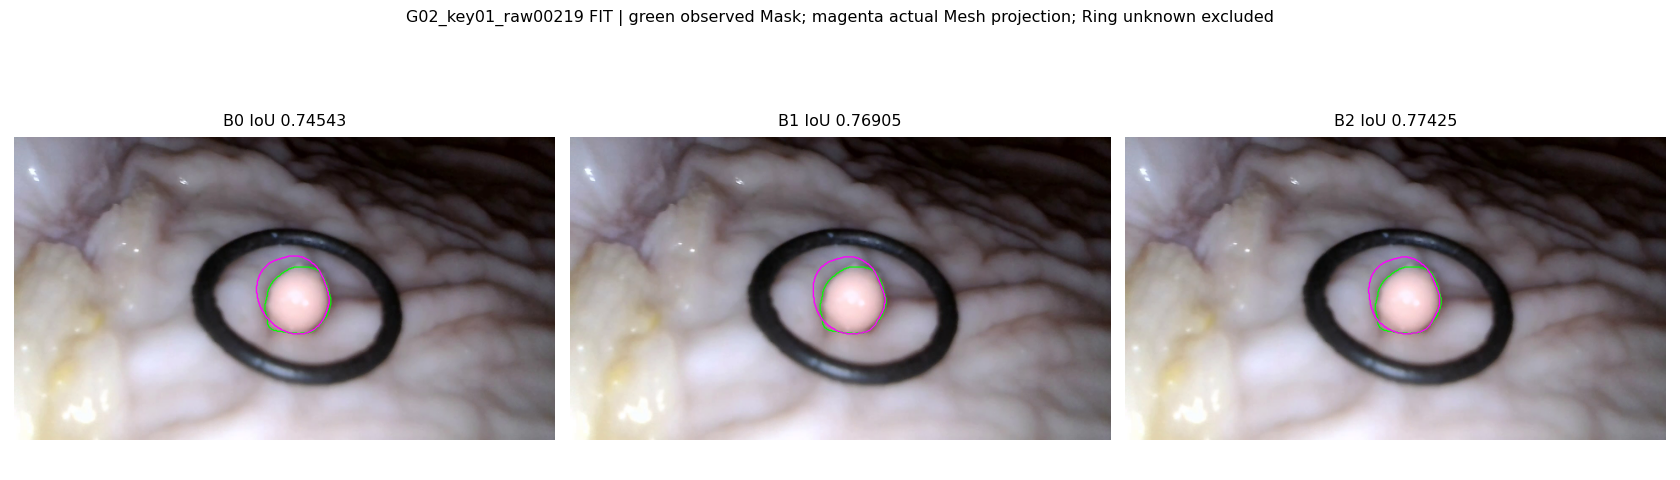 G02_key01_raw00219 FIT | green observed Mask; magenta actual Mesh projection; Ring unknown excluded
B0 IoU 0.74543
B1 IoU 0.76905
B2 IoU 0.77425